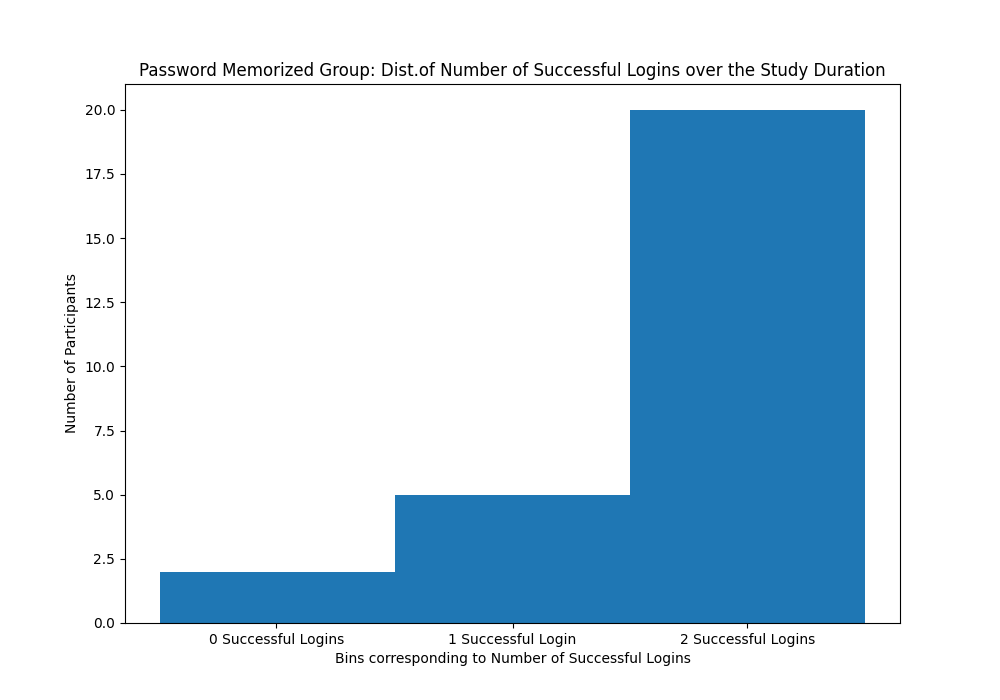 Password Memorized Group: Dist.of Number of Successful Logins over the Study Duration
20.0
17.5
15.0
12.5
10.0
7.5
5.0
2.5
0.0
Number of Participants
0 Successful Logins
1 Successful Login
2 Successful Logins
Bins corresponding to Number of Successful Logins